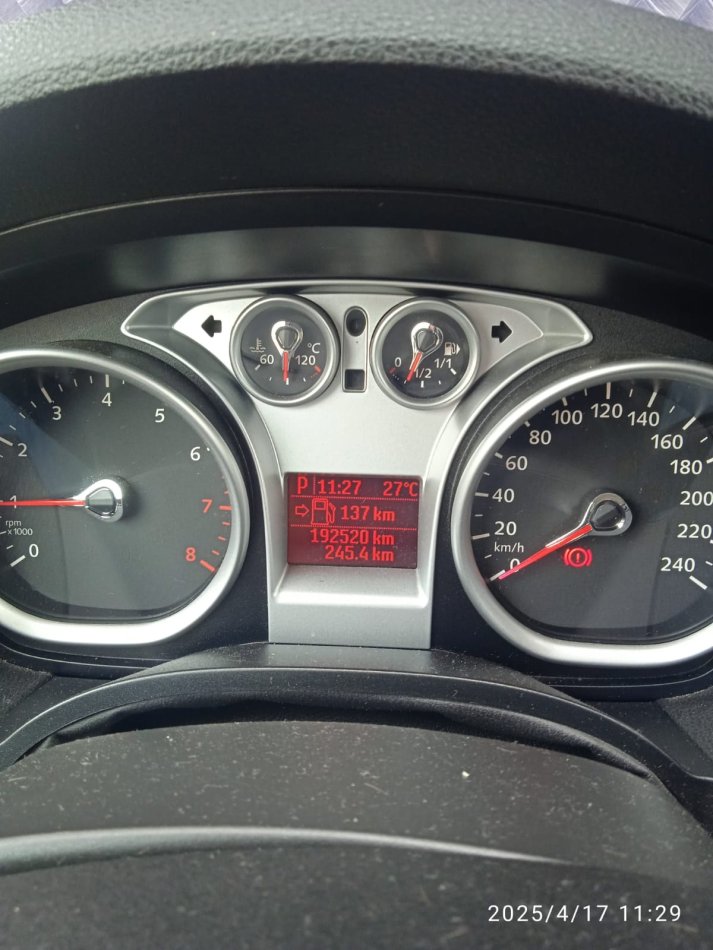 60 120 °C
0 1/2 1/1
0 1 2 3 4 5 6 7 8
rpm
x1000
P 11:27 27°C
137 km
192520 km
245.4 km
0 20 40 60 80 100 120 140 160 180 200 220 240
km/h
2025/4/17 11:29